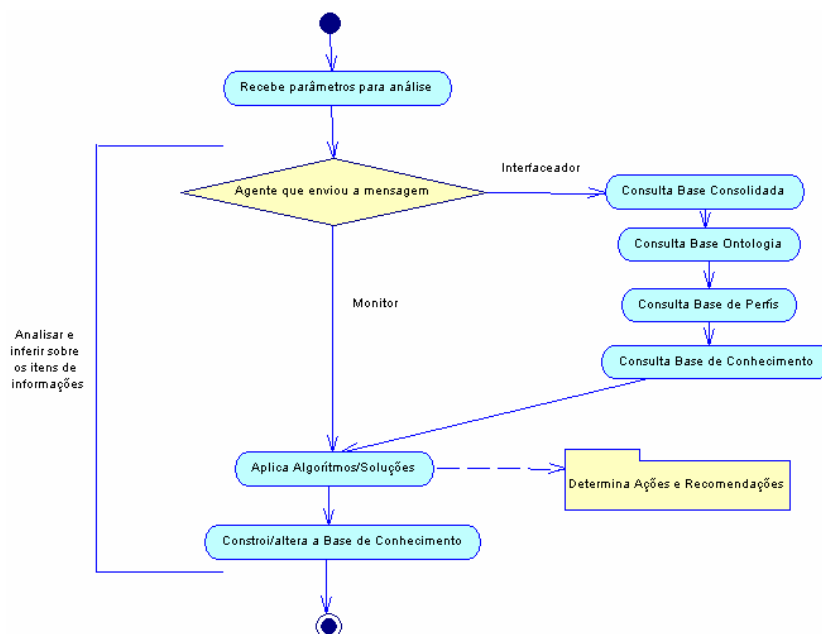 Recebe parâmetros para análise
Interfaceador
Agente que enviou a mensagem
Consulta Base Consolidada
Consulta Base Ontologia
Monitor
Consulta Base de Perfis
Analisar e
inferir sobre
os itens de
informações
Consulta Base de Conhecimento
Aplica Algorítmos/Soluções
Determina Ações e Recomendações
Constroi/altera a Base de Conhecimento